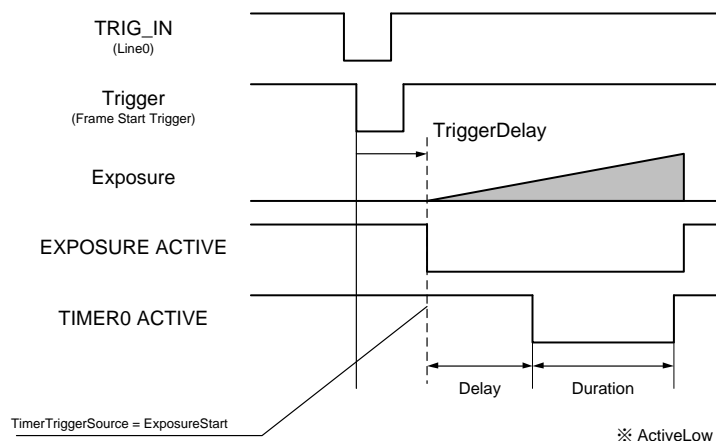 TRIG_IN
(Line0)
Trigger
(Frame Start Trigger)
TriggerDelay
Exposure
EXPOSURE ACTIVE
TIMER0 ACTIVE
Delay
Duration
TimerTriggerSource = ExposureStart
※ ActiveLow